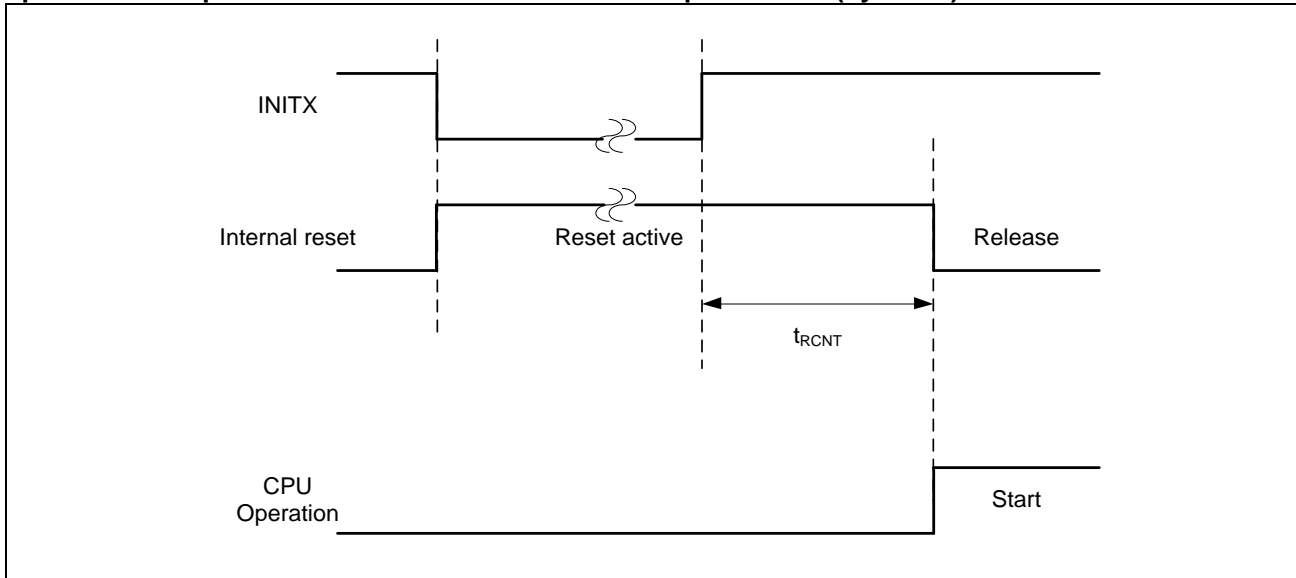 INITX
Internal reset
Reset active
Release
tRCNT
CPU
Operation
Start